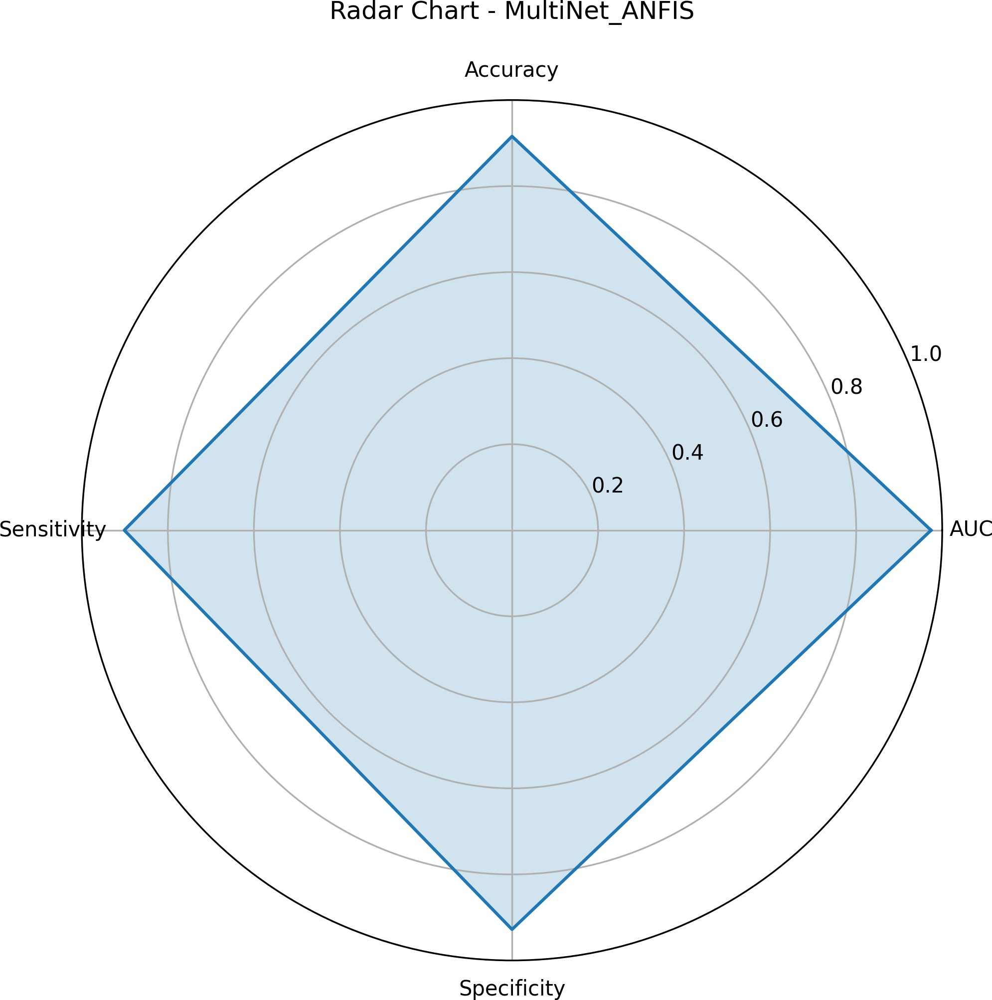 Radar Chart - MultiNet_ANFIS
Accuracy
1.0
0.8
0.6
0.4
0.2
Sensitivity
AUC
Specificity